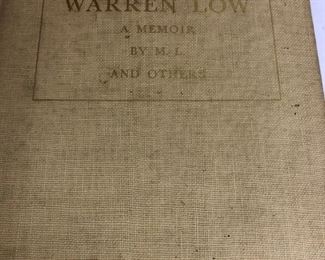 WARREN LOW
A MEMOIR
BY M. L.
AND OTHERS